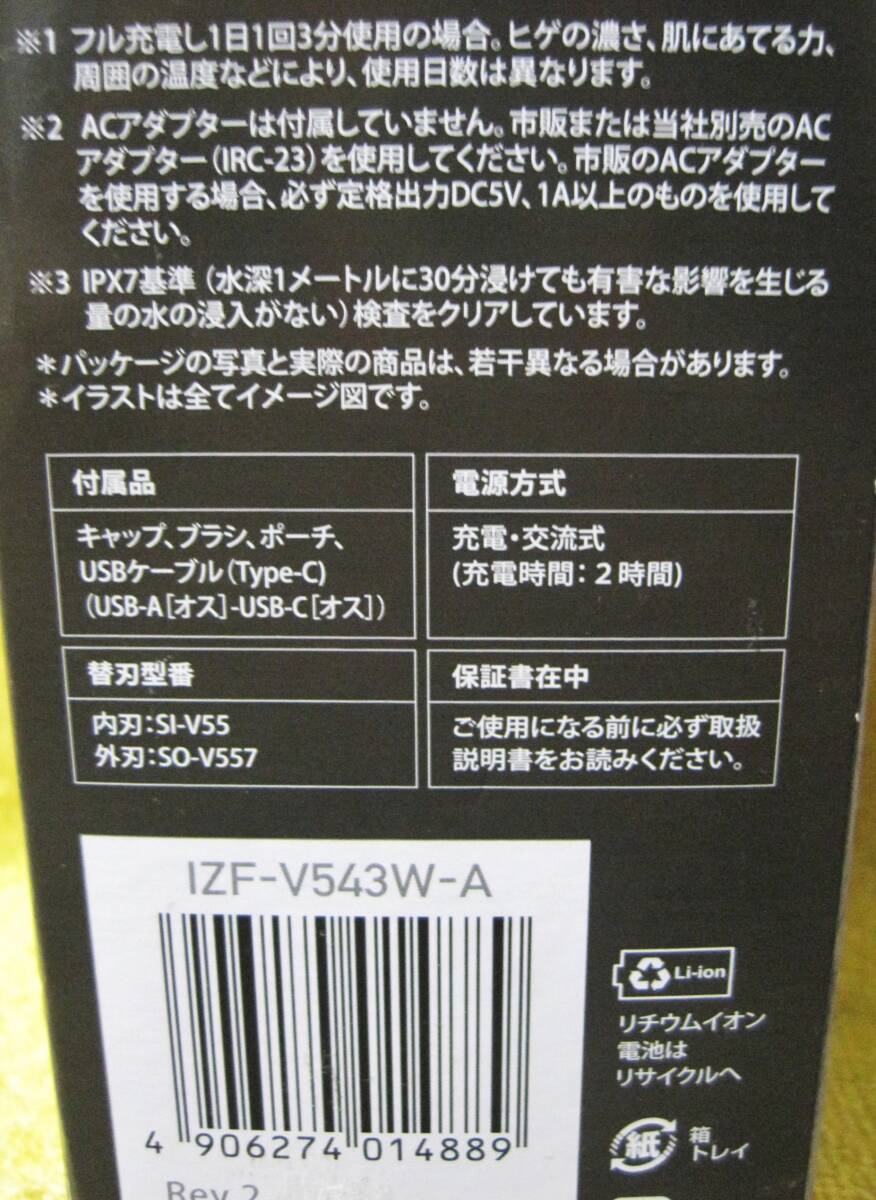 ※1 フル充電し1日1回3分使用の場合。ヒゲの濃さ、肌にあてる力、
周囲の温度などにより、使用日数は異なります。
※2 ACアダプターは付属していません。市販または当社別売のAC
アダプター（IRC-23）を使用してください。市販のACアダプター
を使用する場合、必ず定格出力DC5V、1A以上のものを使用して
ください。
※3 IPX7基準（水深1メートルに30分浸けても有害な影響を生じる
量の水の浸入がない）検査をクリアしています。
＊パッケージの写真と実際の商品は、若干異なる場合があります。
＊イラストは全てイメージ図です。
付属品
キャップ、ブラシ、ポーチ、
USBケーブル（Type-C）
（USB-A［オス］-USB-C［オス］）
電源方式
充電・交流式
(充電時間：２時間)
替刃型番
内刃：SI-V55
外刃：SO-V557
保証書在中
ご使用になる前に必ず取扱
説明書をお読みください。
IZF-V543W-A
4 906274 014889
Rev.2
Li-ion
リチウムイオン
電池は
リサイクルへ
紙
箱
トレイ